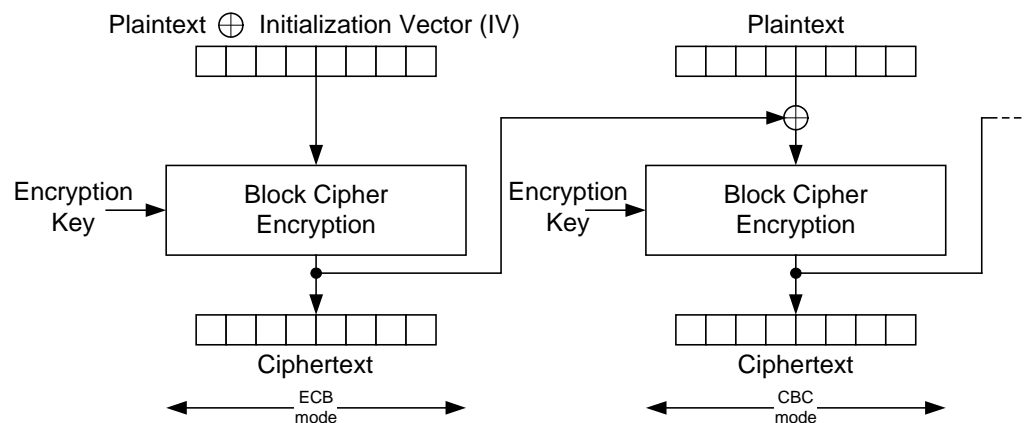 Plaintext ⊕ Initialization Vector (IV)
Plaintext
Encryption
Key
Block Cipher
Encryption
Encryption
Key
Block Cipher
Encryption
Ciphertext
Ciphertext
ECB
mode
CBC
mode